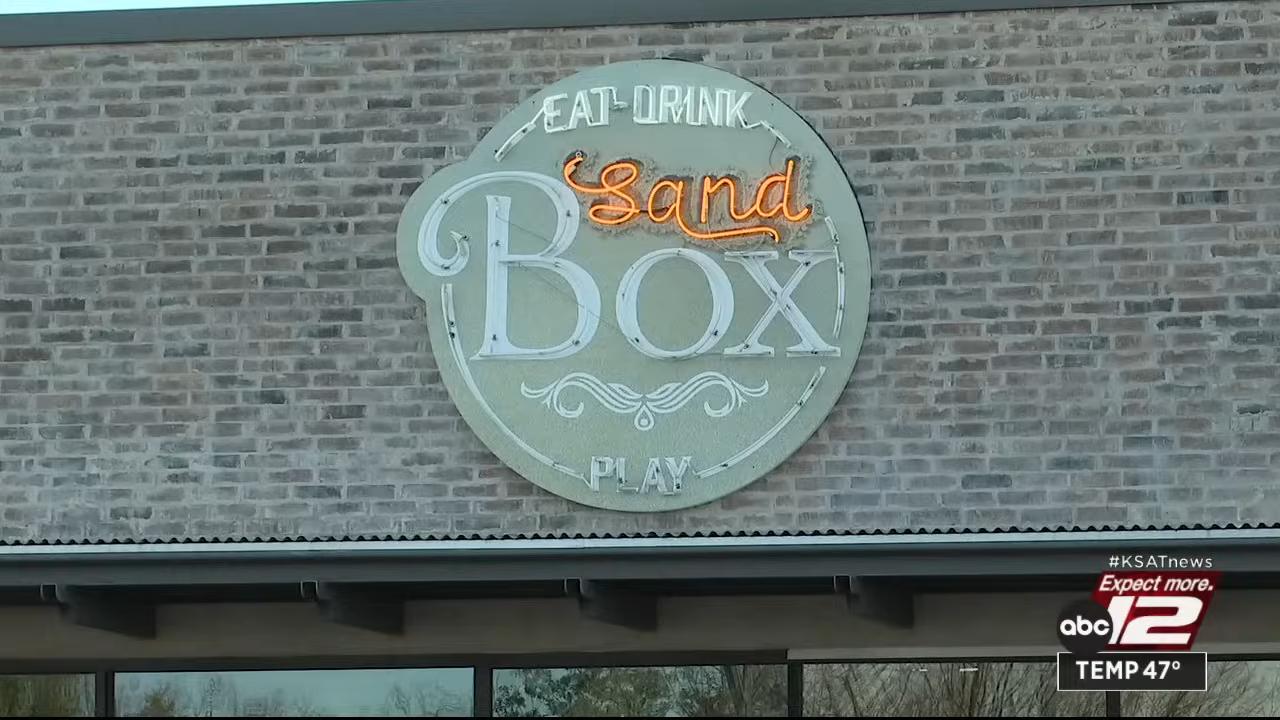 EAT DRINK
Sand
Box
PLAY
#KSATnews
Expect more.
abc 12
TEMP 47°